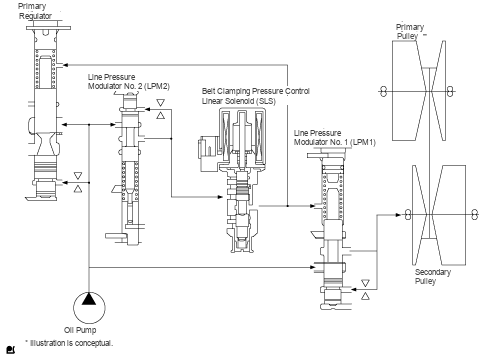 Primary
Regulator
Primary
Pulley
Line Pressure
Modulator No. 2 (LPM2)
Belt Clamping Pressure Control
Linear Solenoid (SLS)
Line Pressure
Modulator No. 1 (LPM1)
Secondary
Pulley
Oil Pump
* Illustration is conceptual.